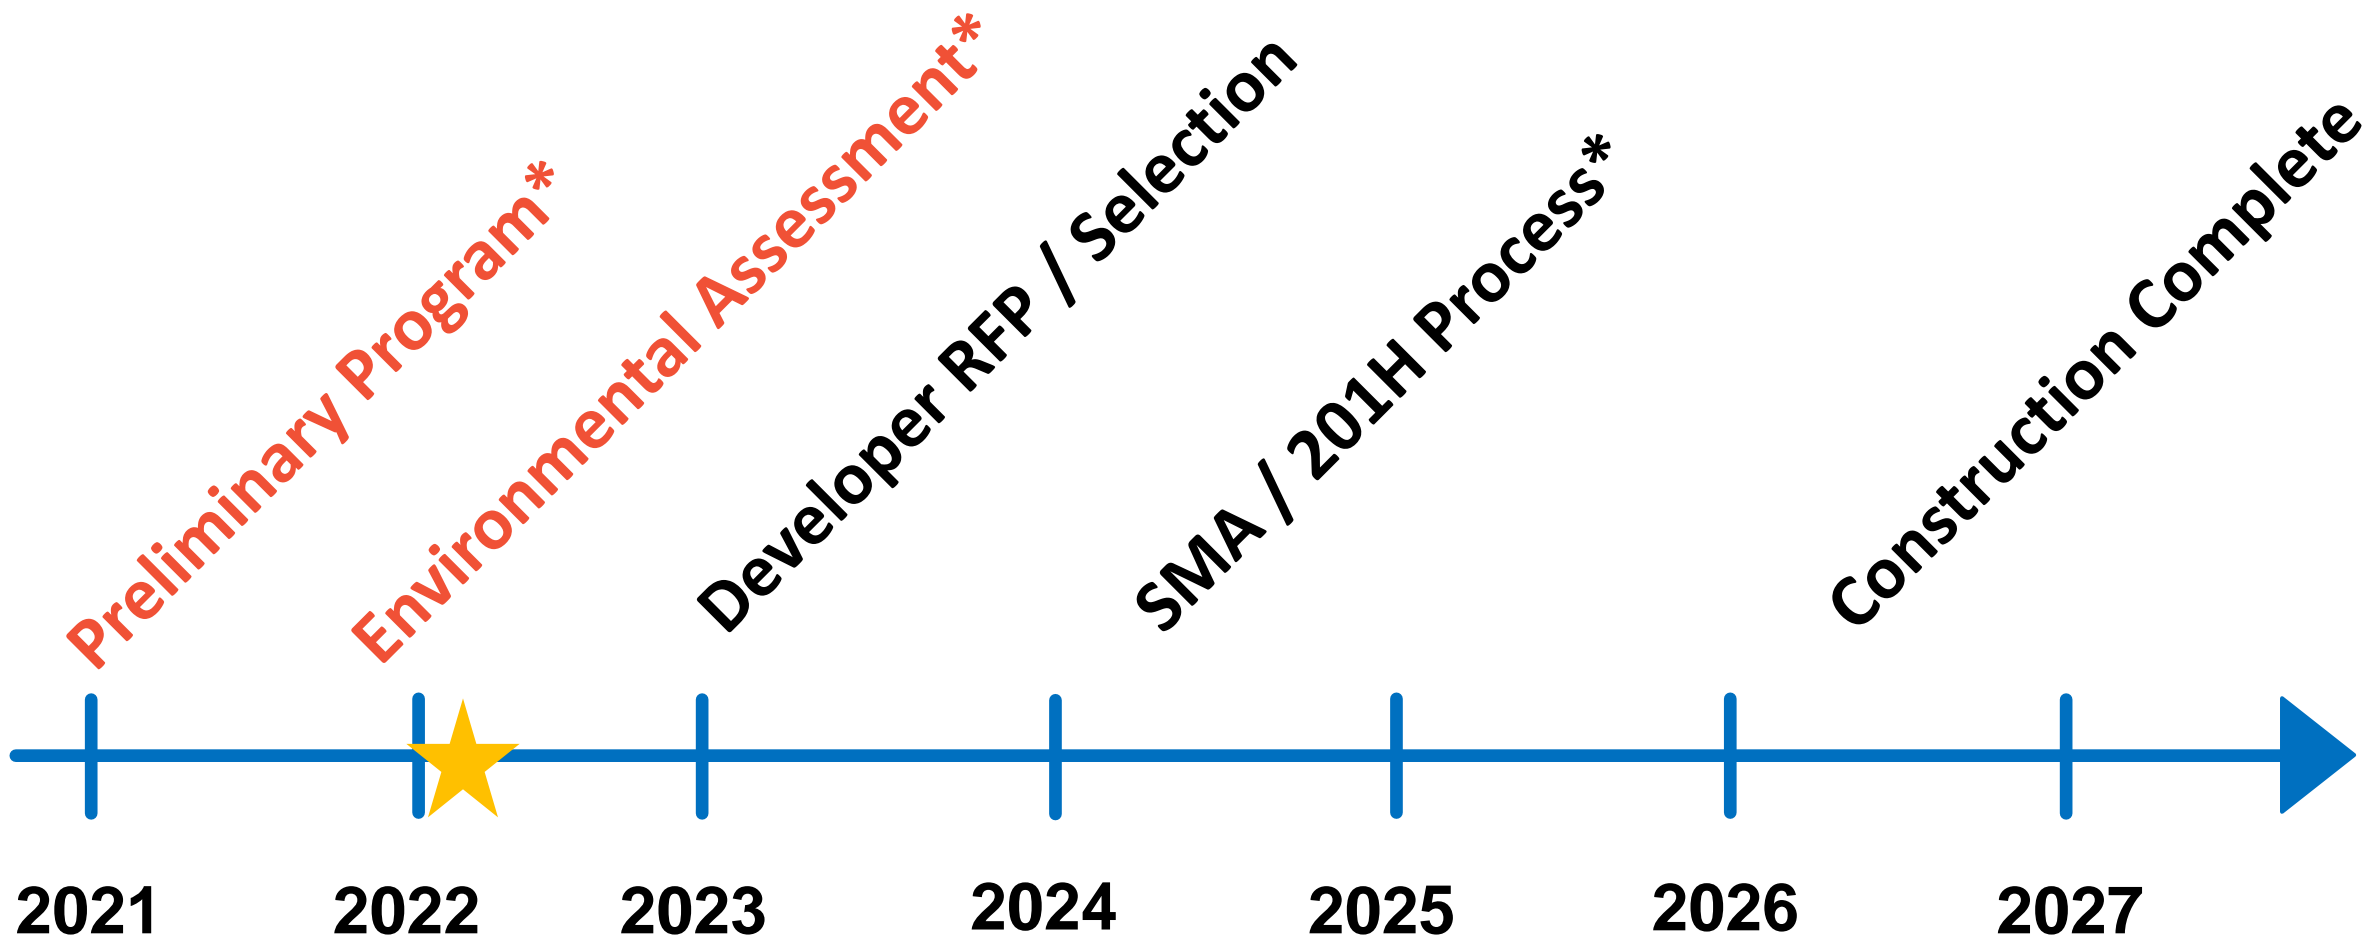 Preliminary Program*
Environmental Assessment*
Developer RFP / Selection
SMA / 201H Process*
Construction Complete
2021
2022
2023
2024
2025
2026
2027